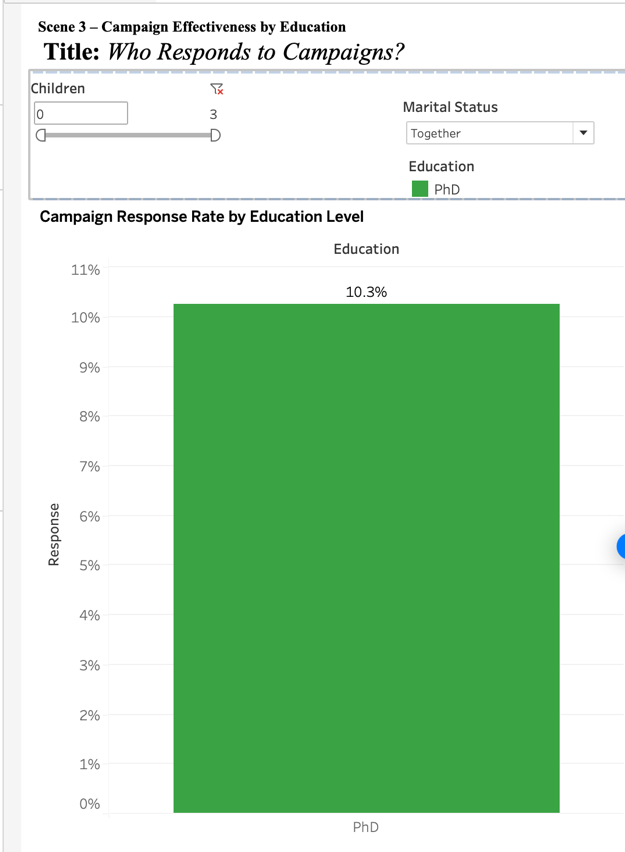 Scene 3 – Campaign Effectiveness by Education
Title: Who Responds to Campaigns?
Children
0
3
Marital Status
Together
Education
PhD
Campaign Response Rate by Education Level
Education
11%
10.3%
10%
9%
8%
7%
6%
Response
5%
4%
3%
2%
1%
0%
PhD